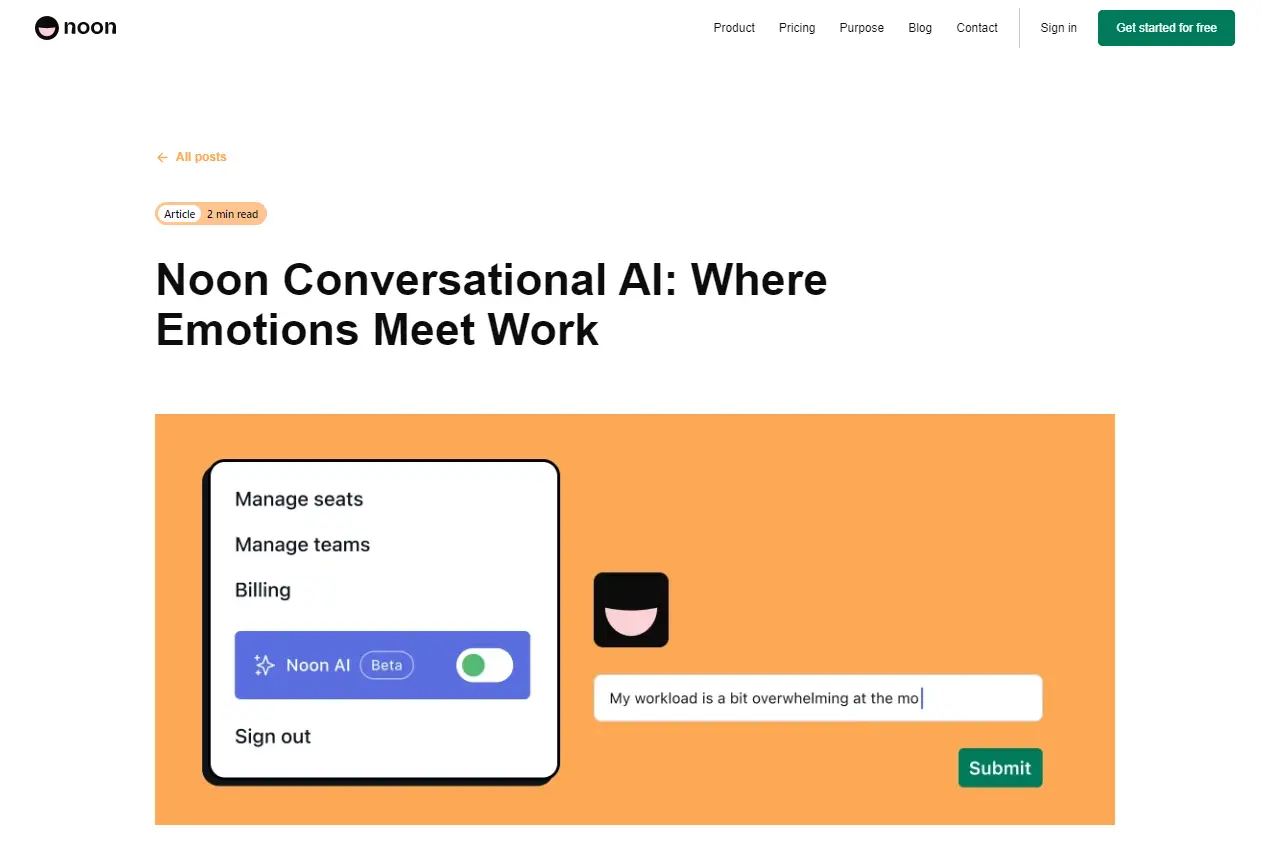 noon
Product Pricing Purpose Blog Contact Sign in Get started for free
All posts
Article 2 min read
Noon Conversational AI: Where
Emotions Meet Work
Manage seats
Manage teams
Billing
Noon AI Beta
Sign out
My workload is a bit overwhelming at the mo
Submit